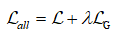 ℒ_all = ℒ + λℒ_G